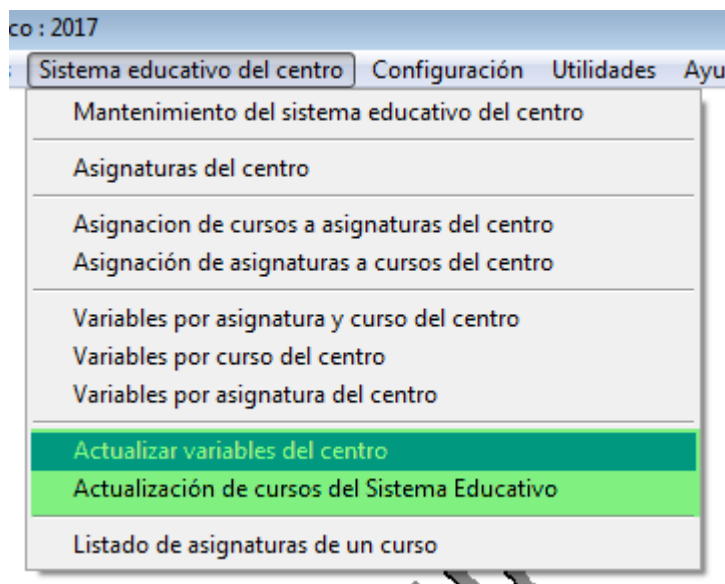 co : 2017
Sistema educativo del centro Configuración Utilidades Ayu
Mantenimiento del sistema educativo del centro
Asignaturas del centro
Asignacion de cursos a asignaturas del centro
Asignación de asignaturas a cursos del centro
Variables por asignatura y curso del centro
Variables por curso del centro
Variables por asignatura del centro
Actualizar variables del centro
Actualización de cursos del Sistema Educativo
Listado de asignaturas de un curso